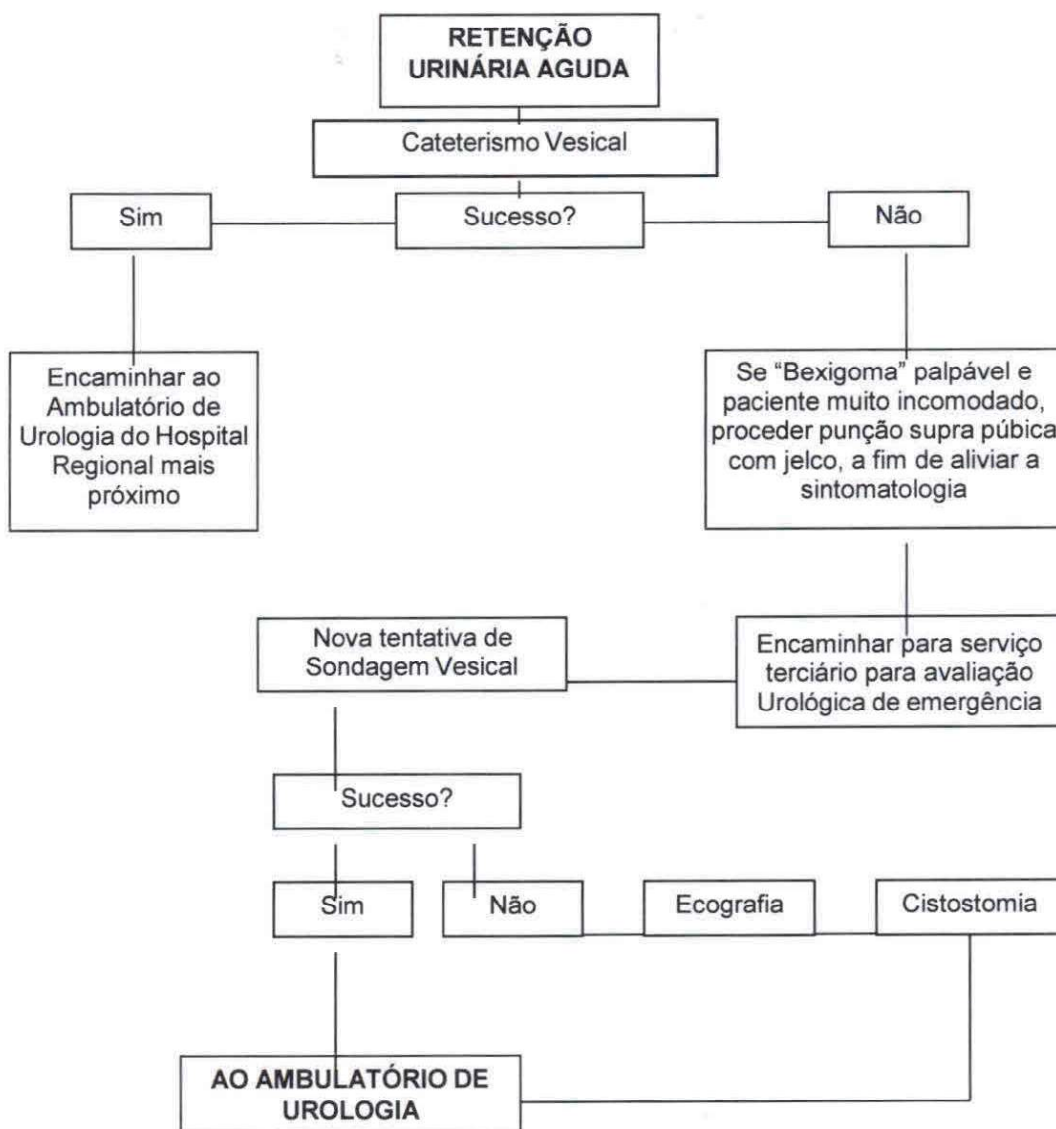 RETENÇÃO
URINÁRIA AGUDA
Cateterismo Vesical
Sim
Sucesso?
Não
Encaminhar ao
Ambulatório de
Urologia do Hospital
Regional mais
próximo
Se “Bexigoma” palpável e
paciente muito incomodado,
proceder punção supra púbica
com jelco, a fim de aliviar a
sintomatologia
Nova tentativa de
Sondagem Vesical
Encaminhar para serviço
terciário para avaliação
Urológica de emergência
Sucesso?
Sim
Não
Ecografia
Cistostomia
AO AMBULATÓRIO DE
UROLOGIA